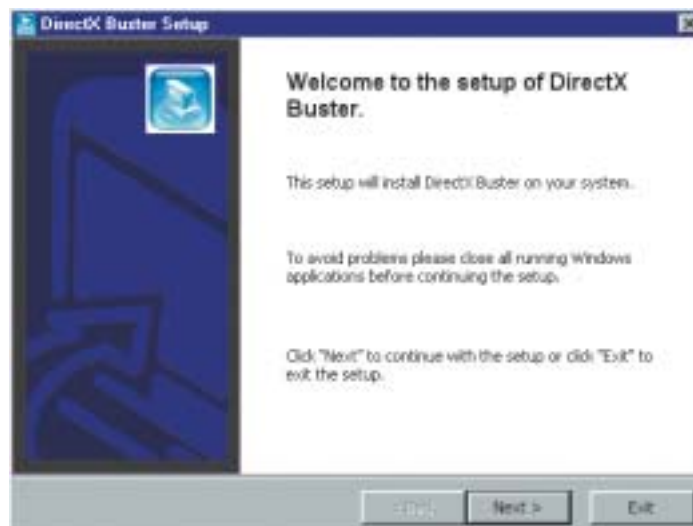 DirectX Buster Setup
Welcome to the setup of DirectX
Buster.
This setup will install DirectX Buster on your system.
To avoid problems please close all running Windows
applications before continuing the setup.
Click "Next" to continue with the setup or click "Exit" to
exit the setup.
Next >
Exit